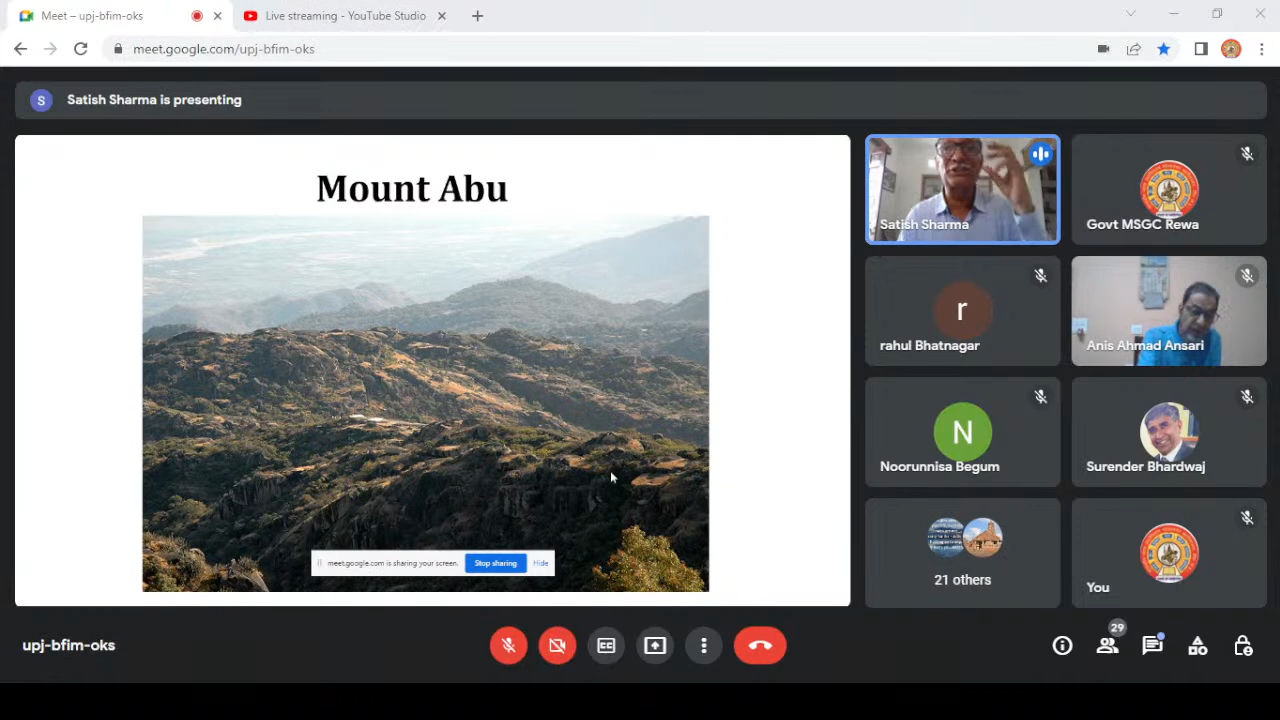 Meet – upj-bfim-oks
Live streaming - YouTube Studio
meet.google.com/upj-bfim-oks
S
Satish Sharma is presenting
Mount Abu
meet.google.com is sharing your screen.
Stop sharing
Hide
Satish Sharma
Govt MSGC Rewa
r
rahul Bhatnagar
Anis Ahmad Ansari
N
Noorunnisa Begum
Surender Bhardwaj
21 others
You
upj-bfim-oks
CC
29